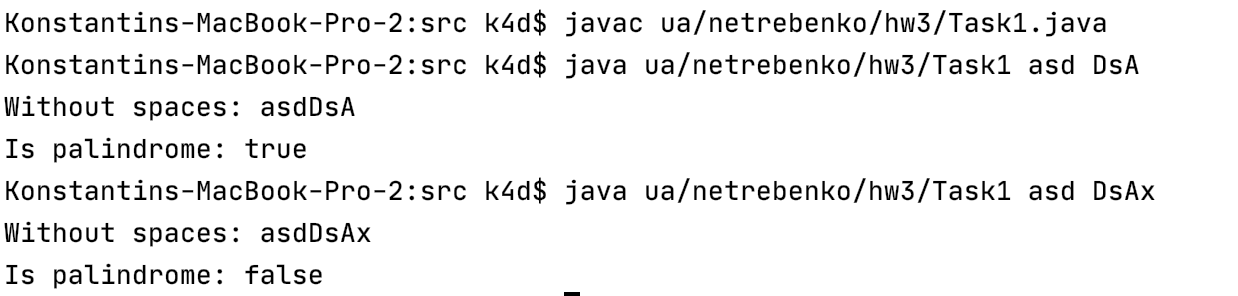 Konstantins-MacBook-Pro-2:src k4d$ javac ua/netrebenko/hw3/Task1.java
Konstantins-MacBook-Pro-2:src k4d$ java ua/netrebenko/hw3/Task1 asd DsA
Without spaces: asdDsA
Is palindrome: true
Konstantins-MacBook-Pro-2:src k4d$ java ua/netrebenko/hw3/Task1 asd DsAx
Without spaces: asdDsAx
Is palindrome: false